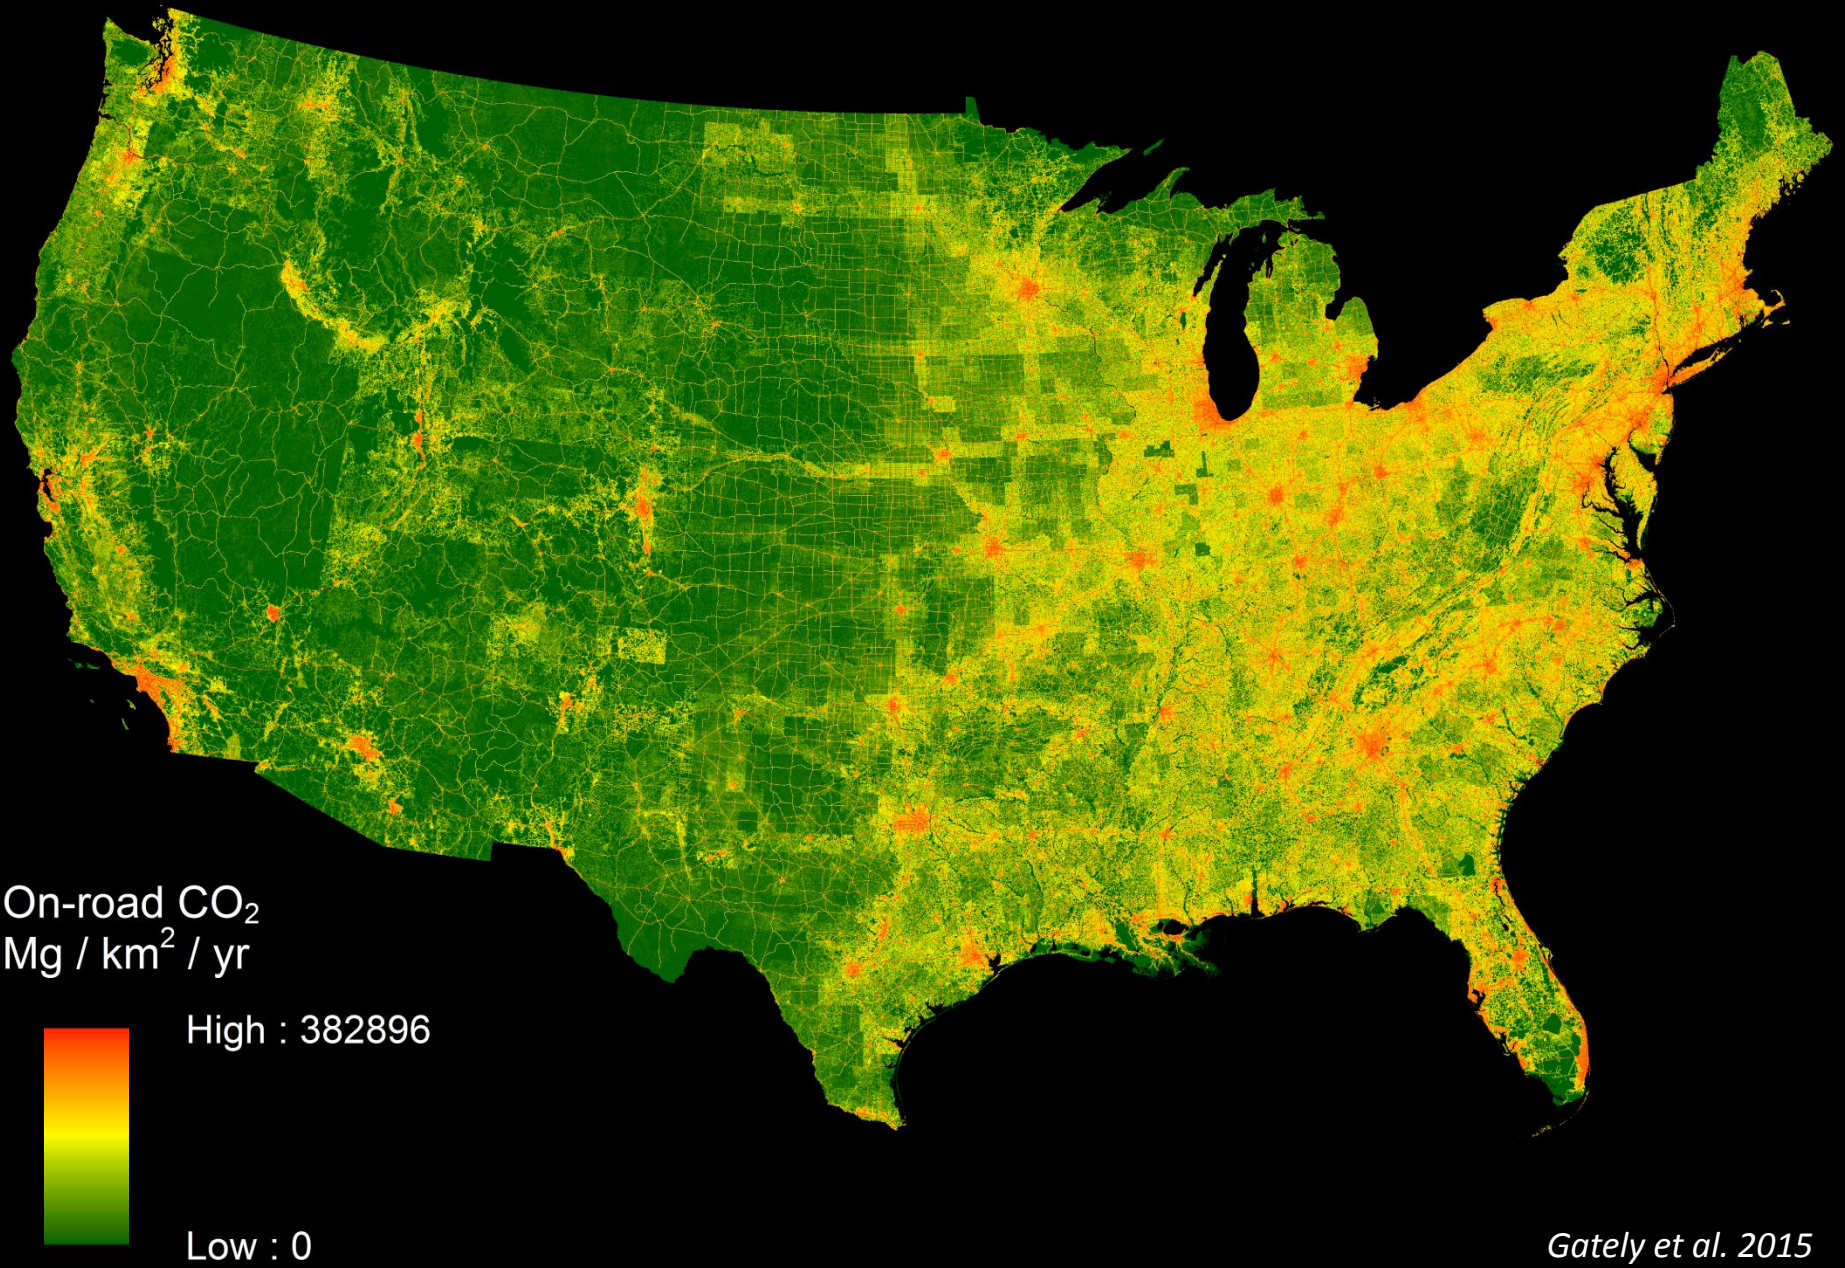 On-road CO₂
Mg / km² / yr
High : 382896
Low : 0
Gately et al. 2015